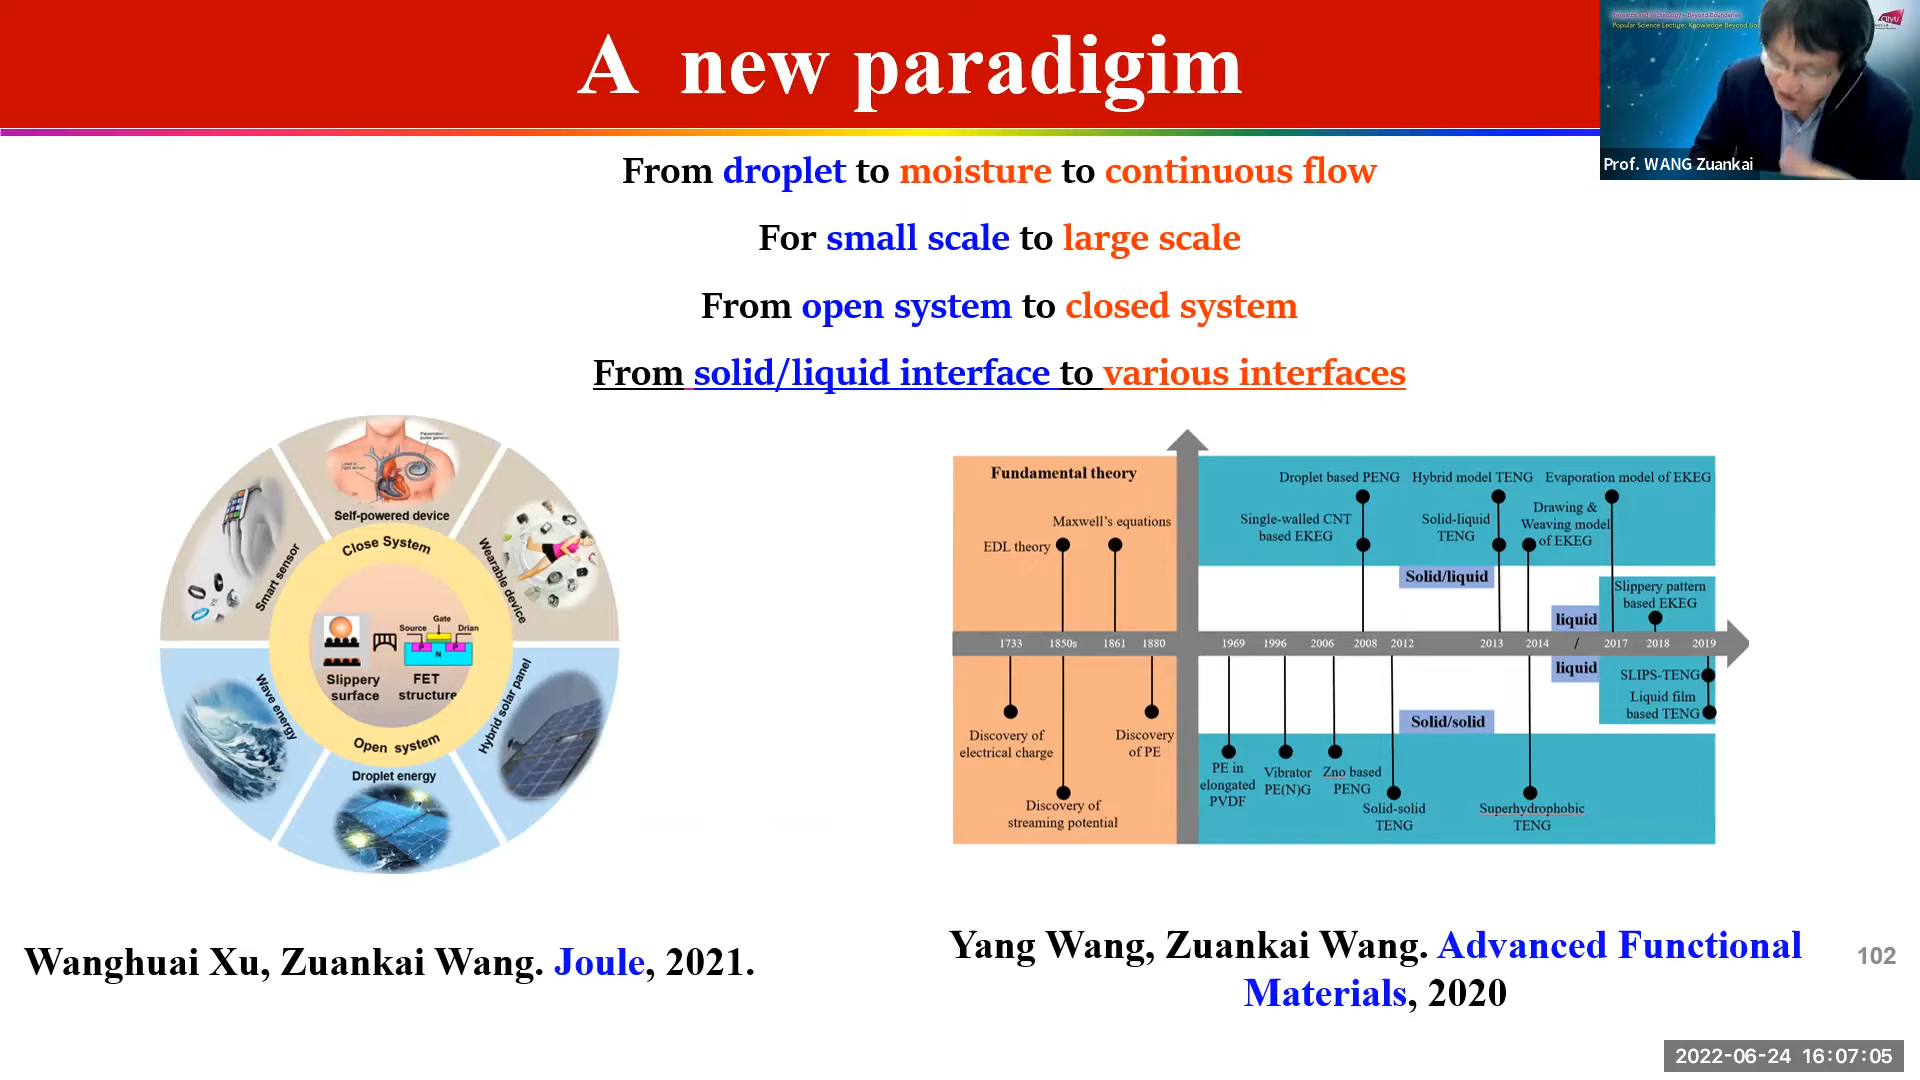 A new paradigim
Popular Science Lecture: Knowledge Beyond
CityU
Prof. WANG Zuankai
From droplet to moisture to continuous flow
For small scale to large scale
From open system to closed system
From solid/liquid interface to various interfaces
Self-powered device
Smart sensor
Wearable device
Close System
Gate
Source
Drian
P
P
N
Slippery
surface
FET
structure
Open system
Wave energy
Hybrid solar panel
Droplet energy
Fundamental theory
Maxwell's equations
EDL theory
Droplet based PENG
Hybrid model TENG
Evaporation model of EKEG
Single-walled CNT
based EKEG
Solid-liquid
TENG
Drawing &
Weaving model
of EKEG
Solid/liquid
Slippery pattern
based EKEG
liquid
/
liquid
1733
1850s
1861
1880
1969
1996
2006
2008
2012
2013
2014
2017
2018
2019
SLIPS-TENG
Liquid film
based TENG
Solid/solid
Discovery of
electrical charge
Discovery
of PE
Discovery of
streaming potential
PE in
elongated
PVDF
Vibrator
PE(N)G
Zno based
PENG
Solid-solid
TENG
Superhydrophobic
TENG
Wanghuai Xu, Zuankai Wang. Joule, 2021.
Yang Wang, Zuankai Wang. Advanced Functional
Materials, 2020
102
2022-06-24 16:07:05